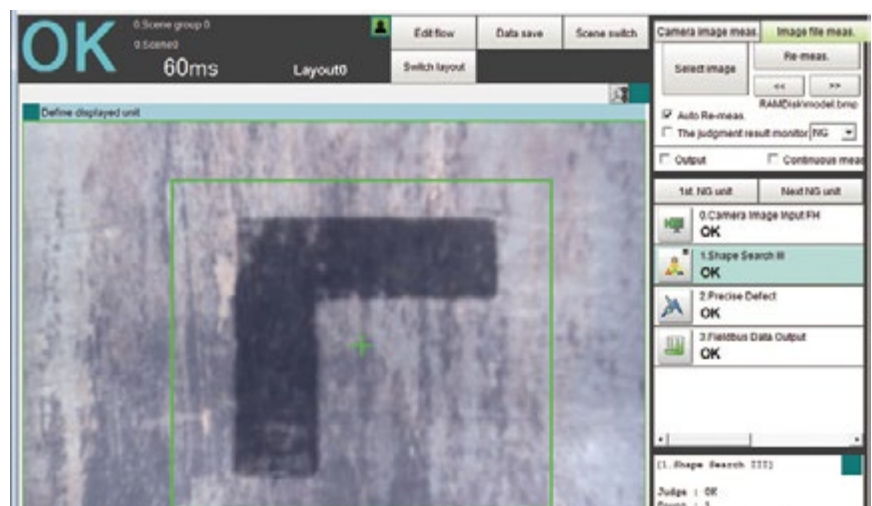 OK
0.Scene group 0
0.Scene0
60ms
Layout0
Edit flow
Data save
Scene switch
Switch layout
Define displayed unit
Camera image meas.
Image file meas.
Select image
Re-meas.
<<
>>
RAMDisk\model.bmp
Auto Re-meas.
The judgment result monitor
NG
Output
Continuous meas
1st. NG unit
Next NG unit
0.Camera Image Input FH
OK
1.Shape Search III
OK
2.Precise Defect
OK
3.Fieldbus Data Output
OK
[1.Shape Search III]
Judge : OK